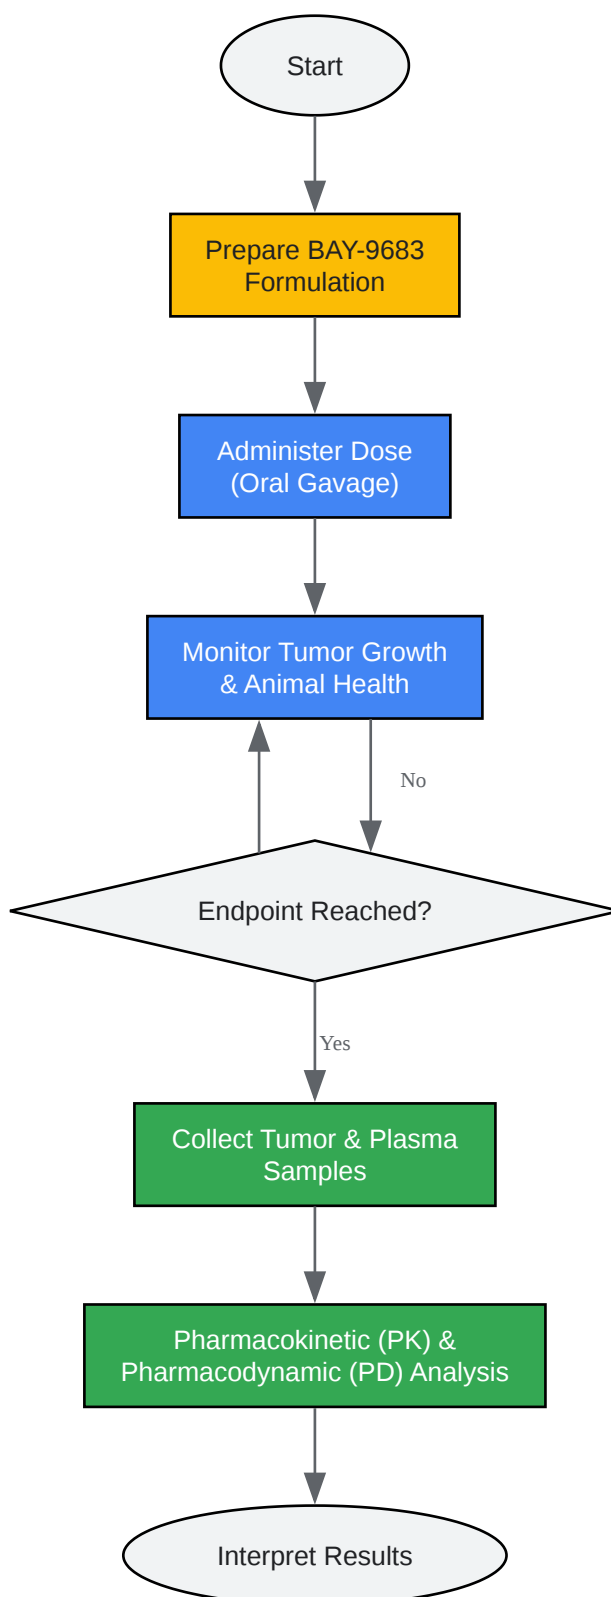 Start
Prepare BAY-9683
Formulation
Administer Dose
(Oral Gavage)
Monitor Tumor Growth
& Animal Health
No
Endpoint Reached?
Yes
Collect Tumor & Plasma
Samples
Pharmacokinetic (PK) &
Pharmacodynamic (PD) Analysis
Interpret Results